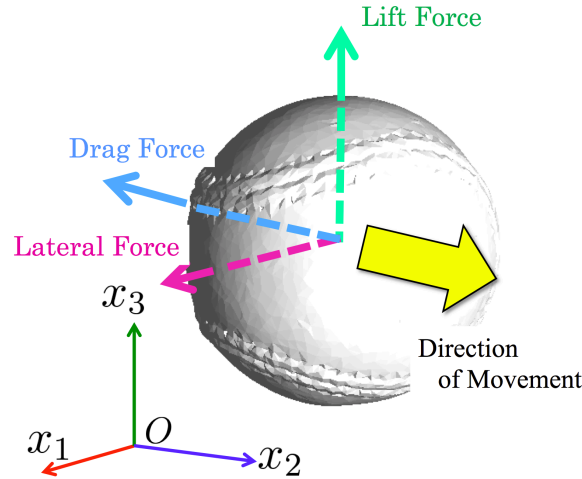 Lift Force
Drag Force
Lateral Force
x3
Direction
of Movement
x1
O
x2